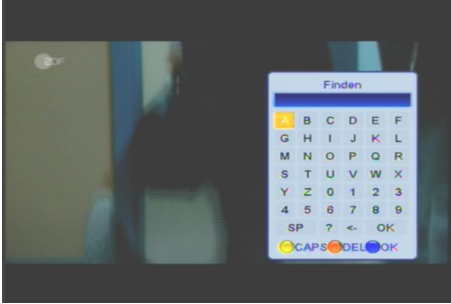 ZDF
Finden
A B C D E F
G H I J K L
M N O P Q R
S T U V W X
Y Z 0 1 2 3
4 5 6 7 8 9
SP ? <- OK
CAPS DEL OK